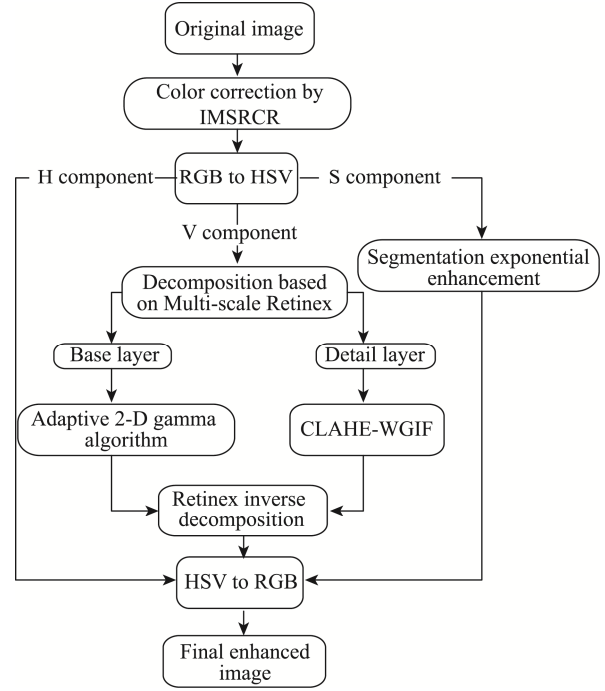 Original image
Color correction by
IMSRCR
H component
RGB to HSV
S component
V component
Segmentation exponential
enhancement
Decomposition based
on Multi-scale Retinex
Base layer
Detail layer
Adaptive 2-D gamma
algorithm
CLAHE-WGIF
Retinex inverse
decomposition
HSV to RGB
Final enhanced
image